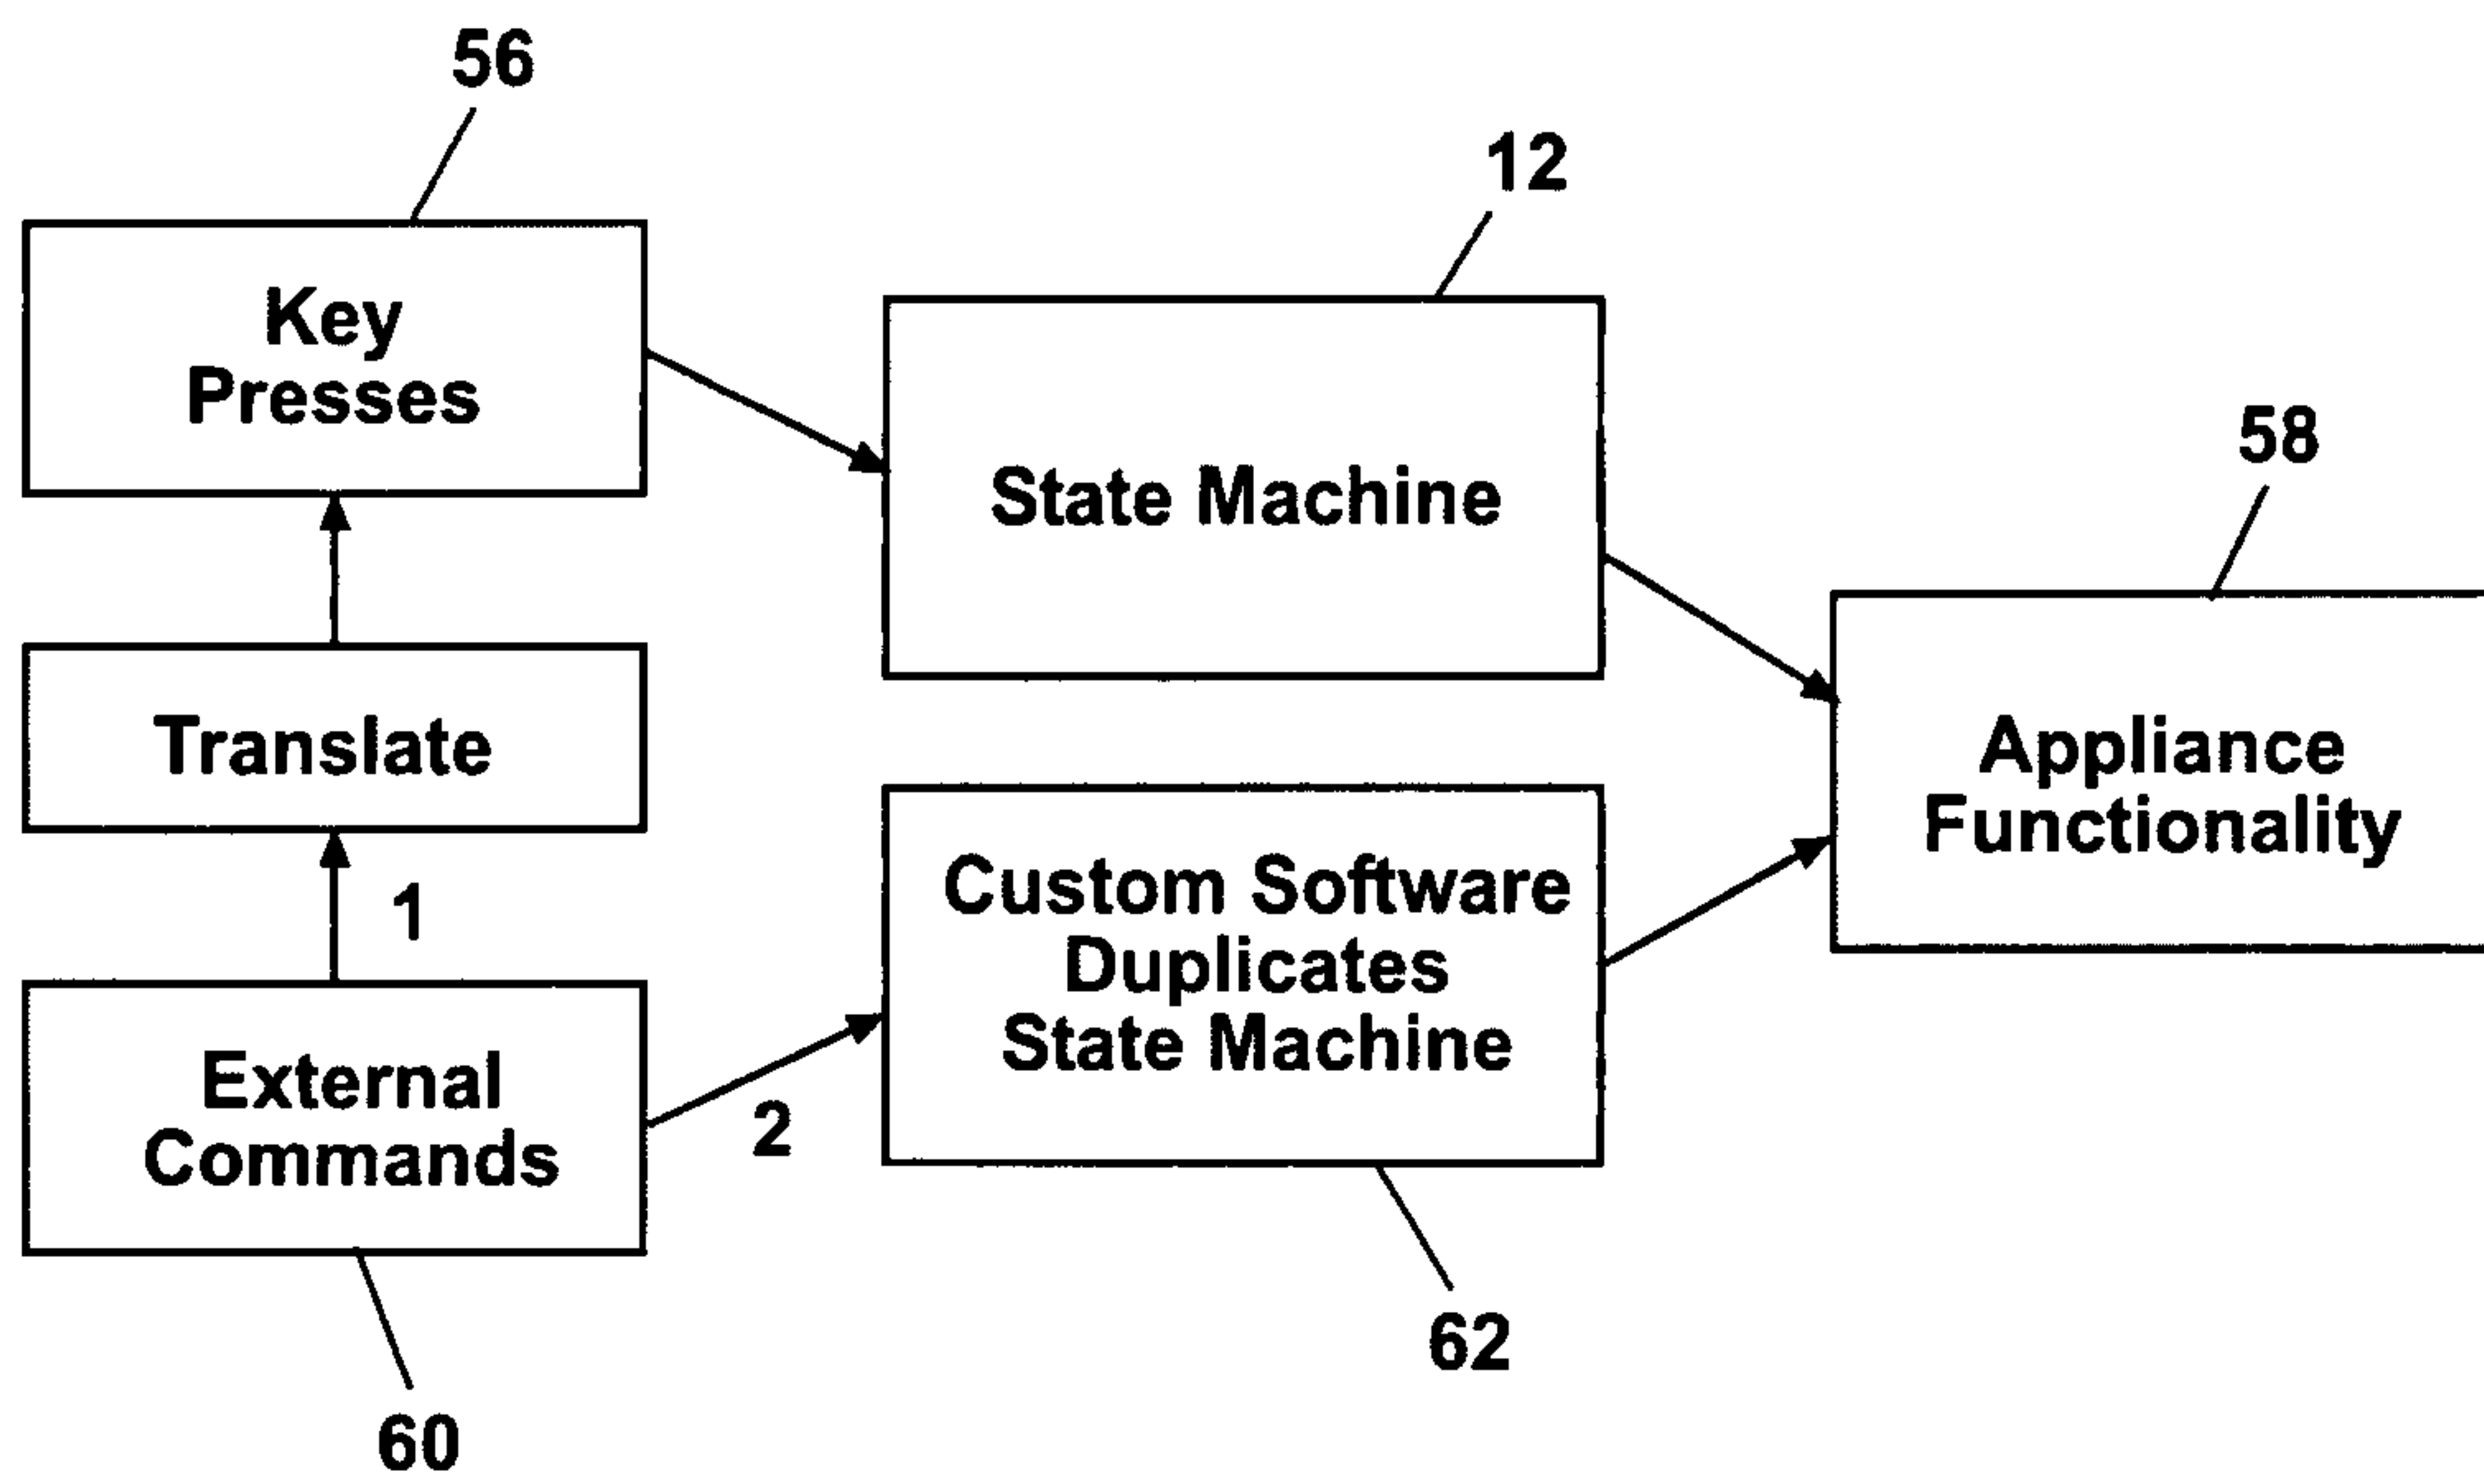 56
12
Key
Presses
58
State Machine
Translate
Appliance
Functionality
1
Custom Software
Duplicates
State Machine
External
Commands
2
62
60